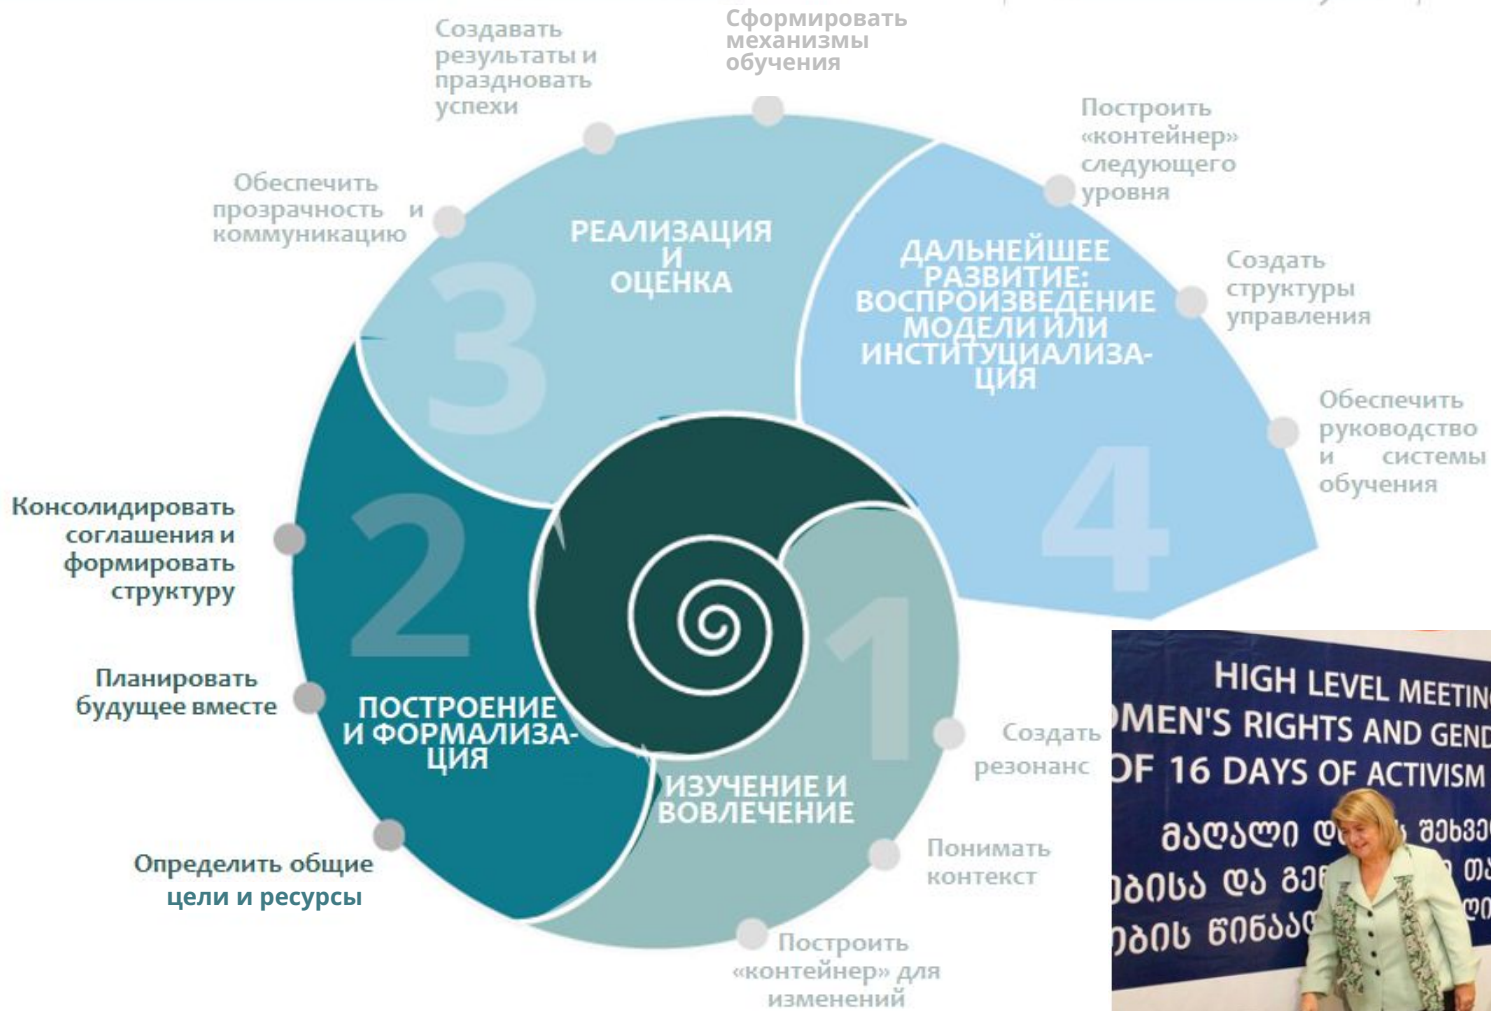 Создавать
результаты и
праздновать
успехи
Сформировать
механизмы
обучения
Построить
«контейнер»
следующего
уровня
Обеспечить
прозрачность и
коммуникацию
РЕАЛИЗАЦИЯ
И
ОЦЕНКА
3
ДАЛЬНЕЙШЕЕ
РАЗВИТИЕ:
ВОСПРОИЗВЕДЕНИЕ
МОДЕЛИ ИЛИ
ИНСТИТУЦИАЛИЗА-
ЦИЯ
4
Создать
структуры
управления
Обеспечить
руководство
и системы
обучения
Консолидировать
соглашения и
формировать
структуру
2
Планировать
будущее вместе
ПОСТРОЕНИЕ
И ФОРМАЛИЗА-
ЦИЯ
Определить общие
цели и ресурсы
1
ИЗУЧЕНИЕ И
ВОВЛЕЧЕНИЕ
Создать
резонанс
Понимать
контекст
Построить
«контейнер» для
изменений
HIGH LEVEL
RIGHTS AND
OF 16 DAYS OF ACTIVISM
მაღალი
და